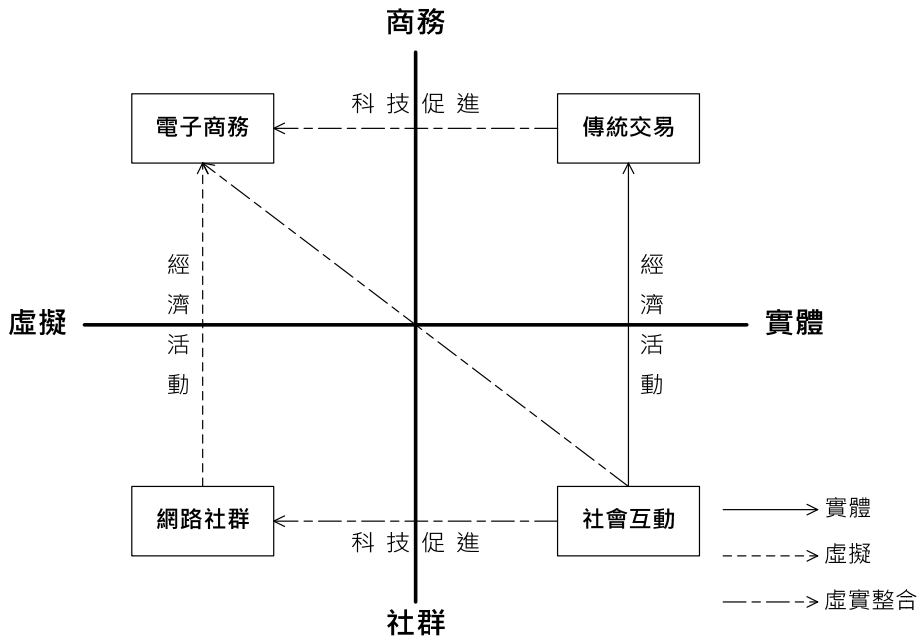 商務
科技促進
電子商務
傳統交易
經濟活動
經濟活動
虛擬
實體
網路社群
社會互動
科技促進
實體
虛擬
虛實整合
社群